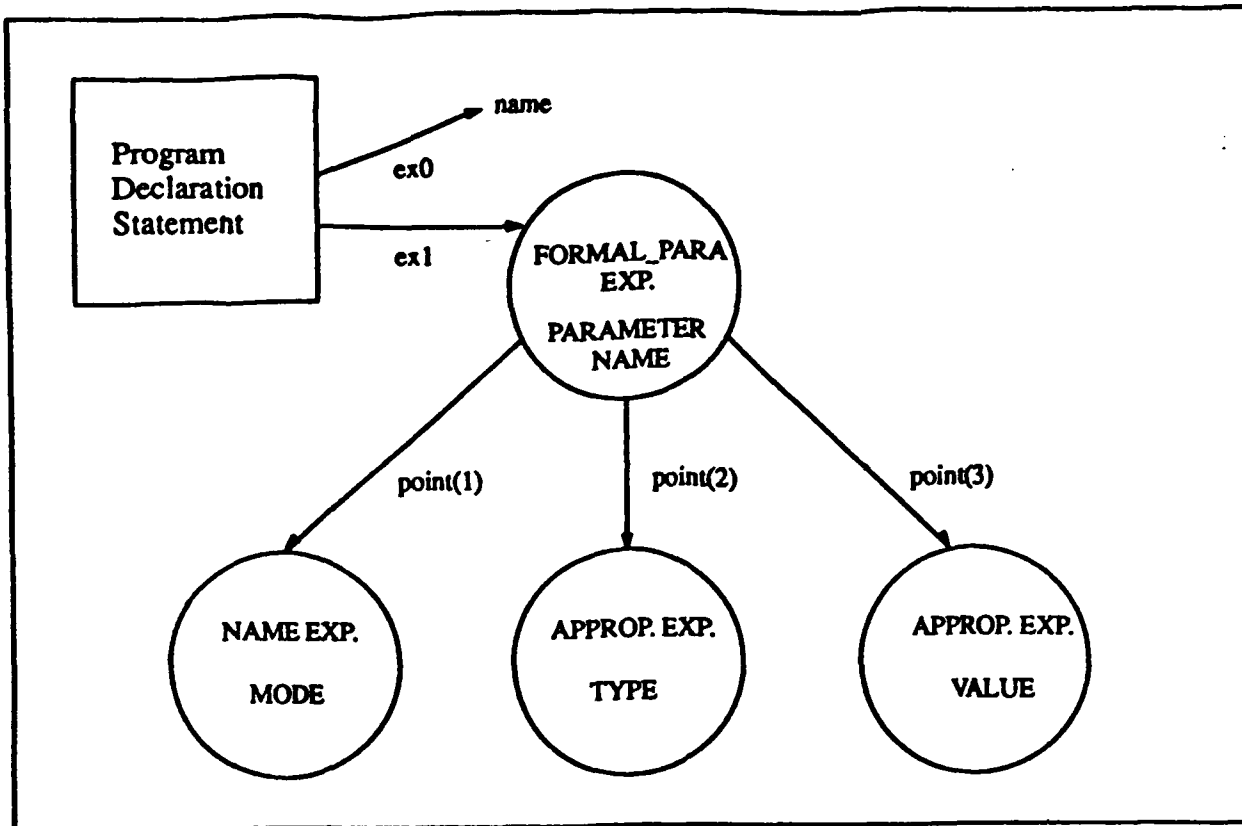 name
Program
Declaration
Statement
ex0
ex1
FORMAL_PARA
EXP.
PARAMETER
NAME
point(1)
point(2)
point(3)
NAME EXP.
MODE
APPROP. EXP.
TYPE
APPROP. EXP.
VALUE